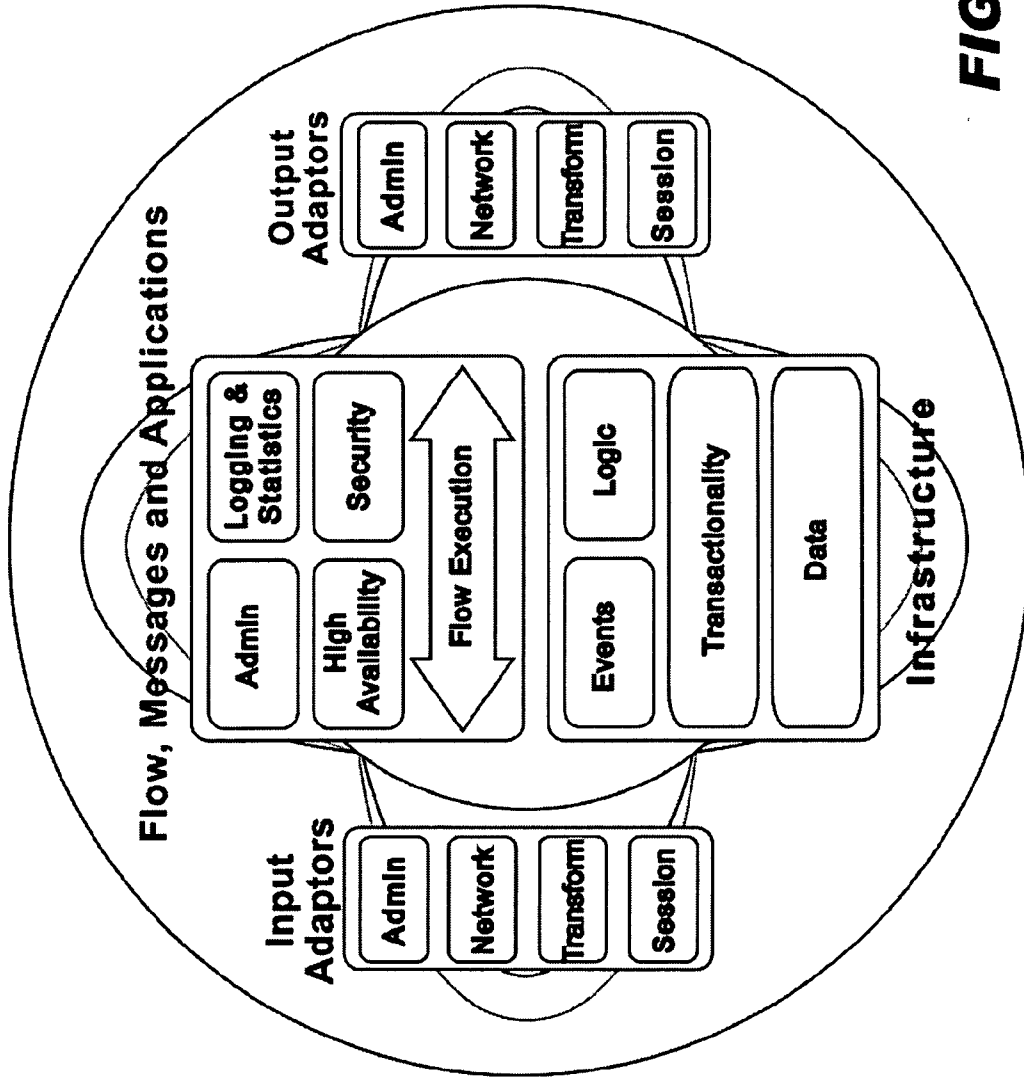 Flow, Messages and Applications
Input
Adaptors
Admin
Network
Transform
Session
Admin
Logging &
Statistics
High
Availability
Security
Flow Execution
Events
Logic
Transactionality
Data
Infrastructure
Output
Adaptors
Admin
Network
Transform
Session
FIG